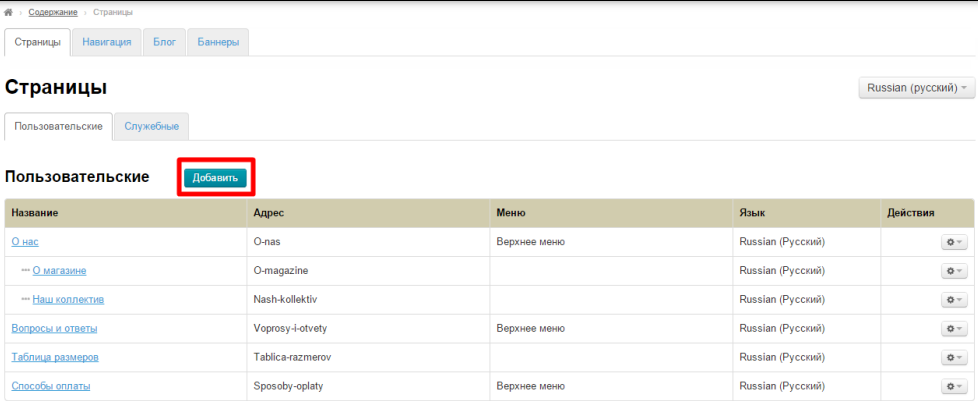 Содержание › Страницы
Страницы Навигация Блог Баннеры
Страницы Russian (русский)
Пользовательские Служебные
Пользовательские Добавить
Название Адрес Меню Язык Действия
О нас O-nas Верхнее меню Russian (Русский)
О магазине O-magazine Russian (Русский)
Наш коллектив Nash-kollektiv Russian (Русский)
Вопросы и ответы Voprosy-i-otvety Верхнее меню Russian (Русский)
Таблица размеров Tablica-razmerov Russian (Русский)
Способы оплаты Sposoby-oplaty Верхнее меню Russian (Русский)